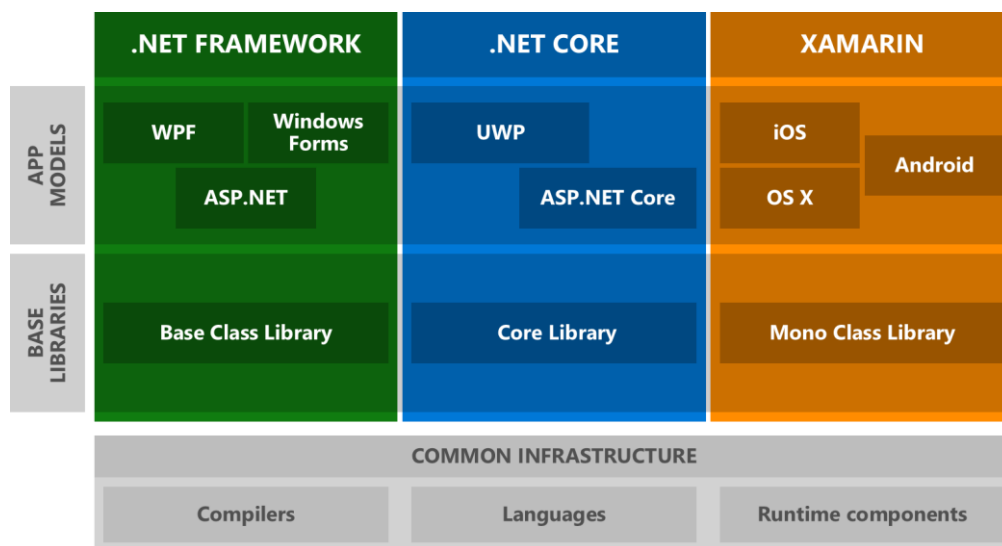 .NET FRAMEWORK
.NET CORE
XAMARIN
APP
MODELS
WPF
Windows
Forms
ASP.NET
UWP
ASP.NET Core
iOS
Android
OS X
BASE
LIBRARIES
Base Class Library
Core Library
Mono Class Library
COMMON INFRASTRUCTURE
Compilers
Languages
Runtime components